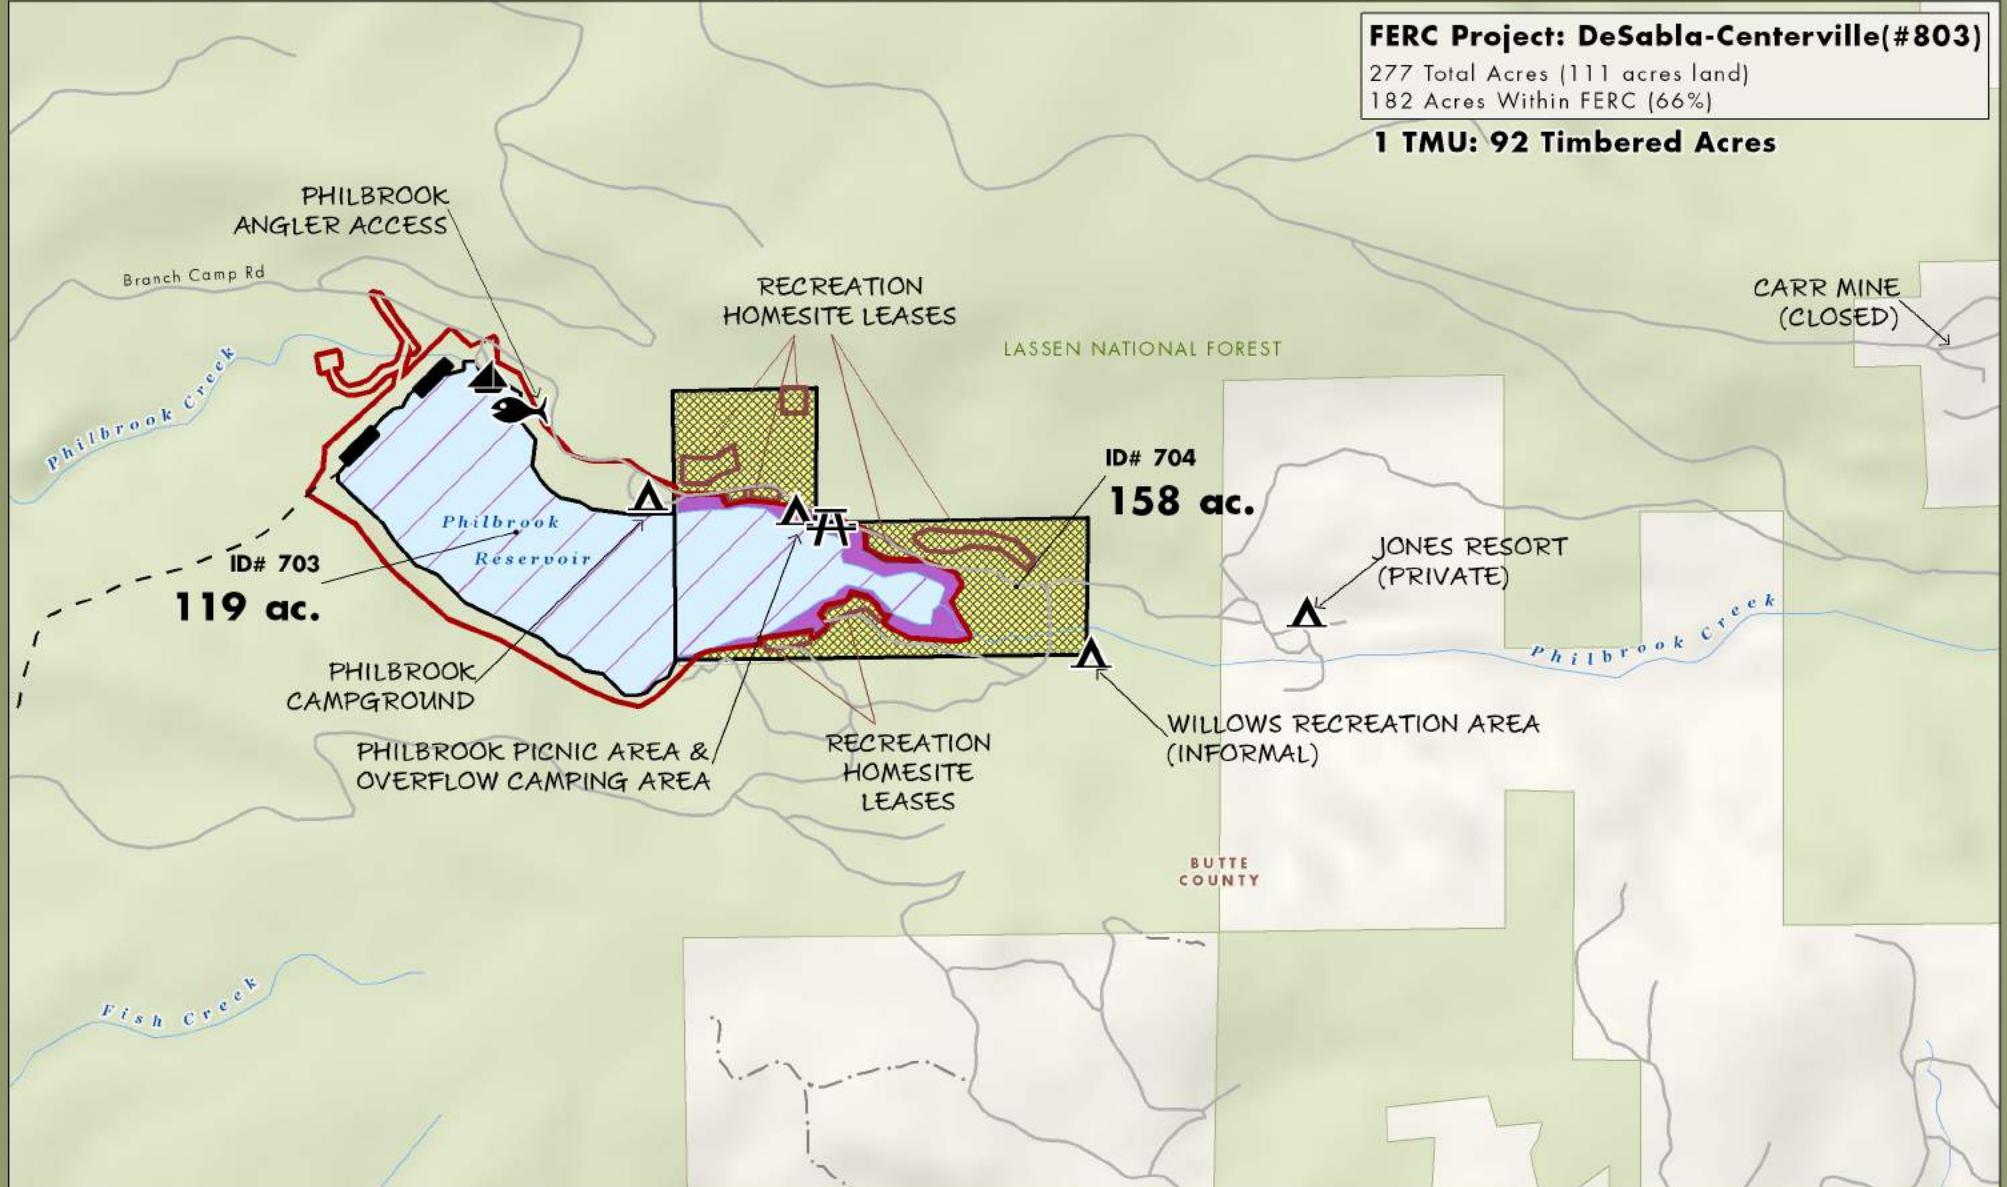 FERC Project: DeSabla-Centerville(#803)
277 Total Acres (111 acres land)
182 Acres Within FERC (66%)
1 TMU: 92 Timbered Acres
PHILBROOK
ANGLER ACCESS
Branch Camp Rd
RECREATION
HOMESITE LEASES
CARR MINE
(CLOSED)
LASSEN NATIONAL FOREST
Philbrook Creek
ID# 704
158 ac.
Philbrook
Reservoir
ID# 703
119 ac.
JONES RESORT
(PRIVATE)
Philbrook Creek
PHILBROOK
CAMPGROUND
WILLOWS RECREATION AREA
(INFORMAL)
PHILBROOK PICNIC AREA &
OVERFLOW CAMPING AREA
RECREATION
HOMESITE
LEASES
BUTTE
COUNTY
Fish Creek